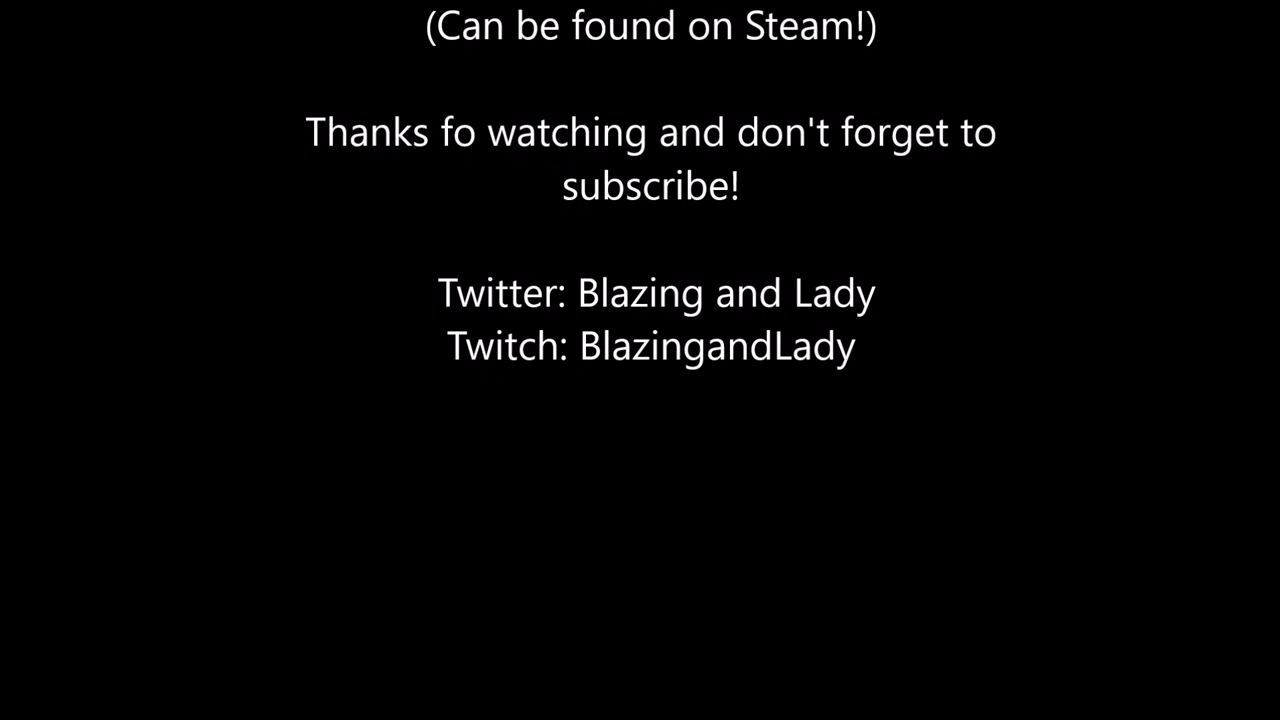 (Can be found on Steam!)
Thanks fo watching and don't forget to
subscribe!
Twitter: Blazing and Lady
Twitch: BlazingandLady